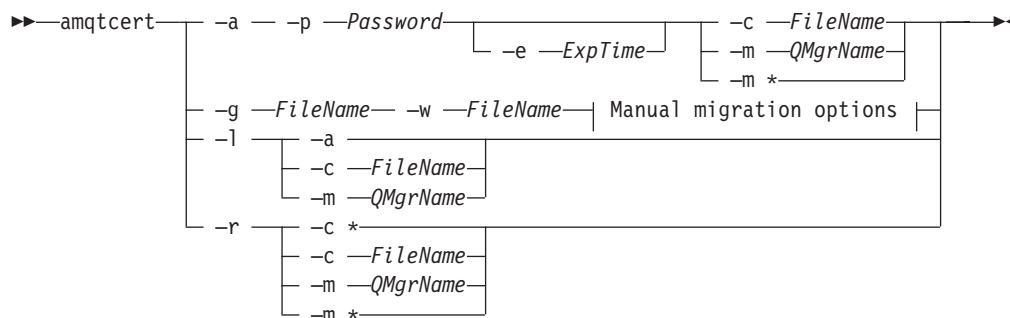 amqtcert –a –p Password –c FileName
–e ExpTime –m QMgrName
–m *
–g FileName –w FileName Manual migration options
–l –a
–c FileName
–m QMgrName
–r –c *
–c FileName
–m QMgrName
–m *